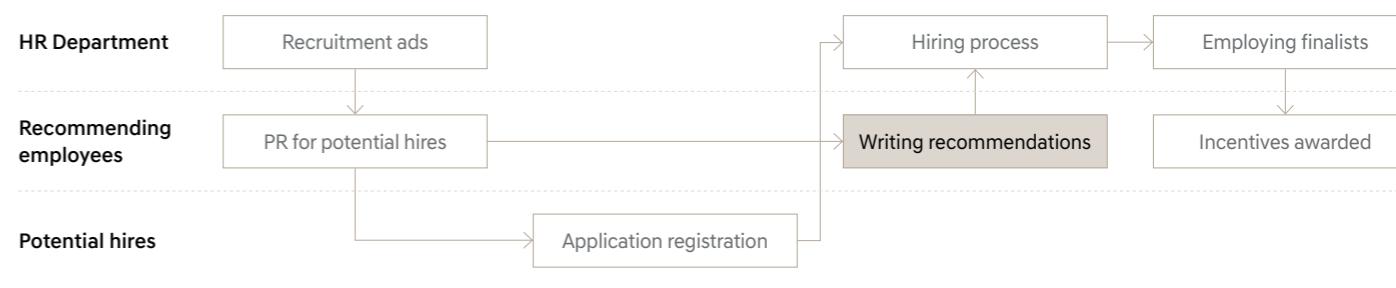 HR Department
Recruitment ads
Hiring process
Employing finalists
Recommending
employees
PR for potential hires
Writing recommendations
Incentives awarded
Potential hires
Application registration